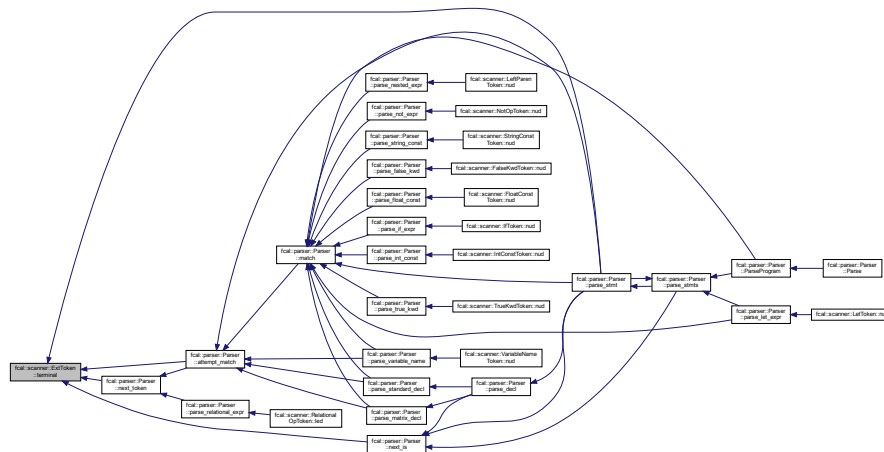 fcal::parser::Parser
::parse_nested_expr
fcal::scanner::LeftParen
Token::nud
fcal::parser::Parser
::parse_not_expr
fcal::scanner::NotOpToken::nud
fcal::parser::Parser
::parse_string_const
fcal::scanner::StringConst
Token::nud
fcal::parser::Parser
::parse_false_kwd
fcal::scanner::FalseKwdToken::nud
fcal::parser::Parser
::parse_float_const
fcal::scanner::FloatConst
Token::nud
fcal::parser::Parser
::parse_if_expr
fcal::scanner::IfToken::nud
fcal::parser::Parser
::match
fcal::parser::Parser
::parse_int_const
fcal::scanner::IntConstToken::nud
fcal::parser::Parser
::ParseProgram
fcal::parser::Parser
::Parse
fcal::parser::Parser
::parse_stmt
fcal::parser::Parser
::parse_stmts
fcal::parser::Parser
::parse_true_kwd
fcal::scanner::TrueKwdToken::nud
fcal::parser::Parser
::parse_let_expr
fcal::scanner::LetToken::nud
fcal::scanner::ExtToken
::terminal
fcal::parser::Parser
::attempt_match
fcal::parser::Parser
::parse_variable_name
fcal::scanner::VariableName
Token::nud
fcal::parser::Parser
::next_token
fcal::parser::Parser
::parse_standard_decl
fcal::parser::Parser
::parse_decl
fcal::parser::Parser
::parse_relational_expr
fcal::scanner::Relational
OpToken::led
fcal::parser::Parser
::parse_matrix_decl
fcal::parser::Parser
::next_is